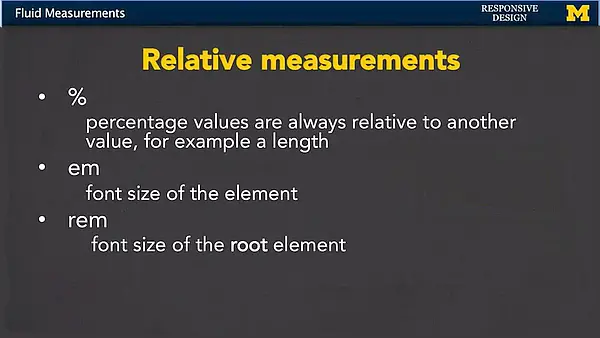 Fluid Measurements
RESPONSIVE
DESIGN
M
Relative measurements
• %
percentage values are always relative to another
value, for example a length
• em
font size of the element
• rem
font size of the root element